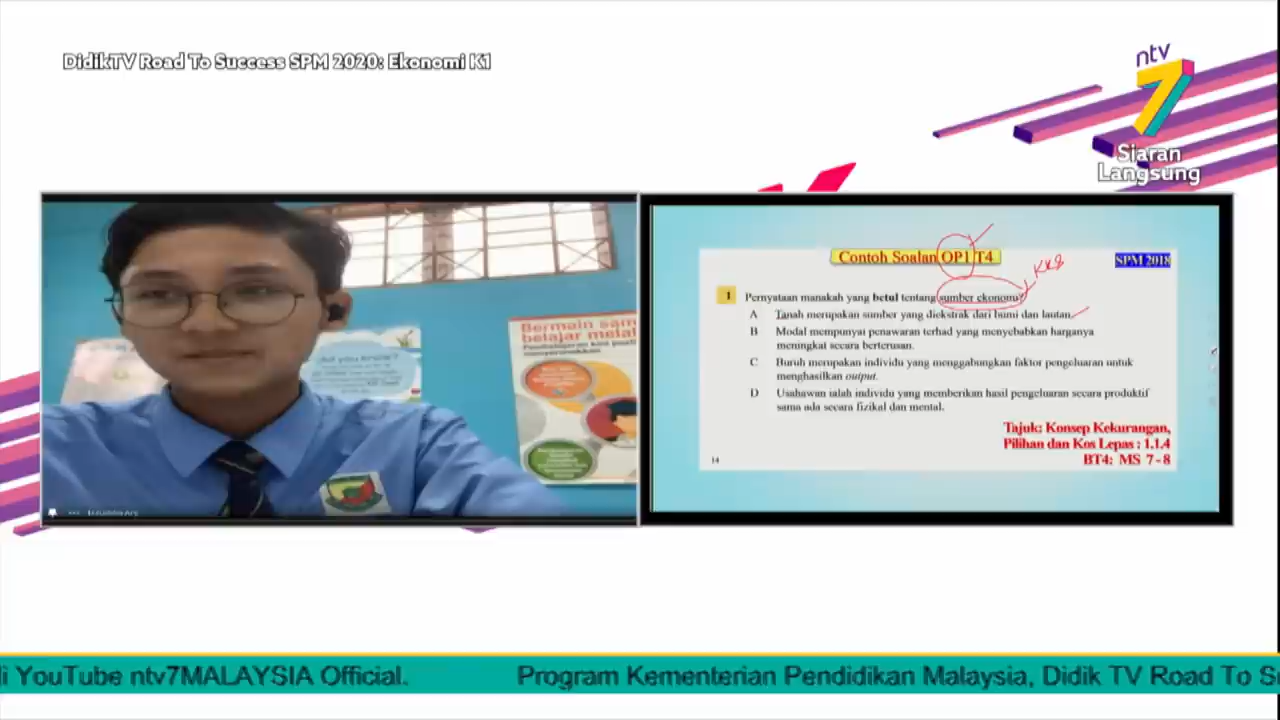 DidikTV Road To Success SPM 2020: Ekonomi K1
ntv
7
Siaran
Langsung
Bermain sam
belajar melal
Contoh Soalan OP1 T4
SPM 2018
KK8
1 Pernyataan manakah yang betul tentang sumber ekonomi?
A Tanah merupakan sumber yang diekstrak dari bumi dan lautan.
B Modal mempunyai penawaran terhad yang menyebabkan harganya
meningkat secara berterusan.
C Buruh merupakan individu yang menggabungkan faktor pengeluaran untuk
menghasilkan output.
D Usahawan ialah individu yang memberikan hasil pengeluaran secara produktif
sama ada secara fizikal dan mental.
Tajuk: Konsep Kekurangan,
Pilihan dan Kos Lepas : 1.1.4
BT4: MS 7 - 8
14
i YouTube ntv7MALAYSIA Official. Program Kementerian Pendidikan Malaysia, Didik TV Road To S